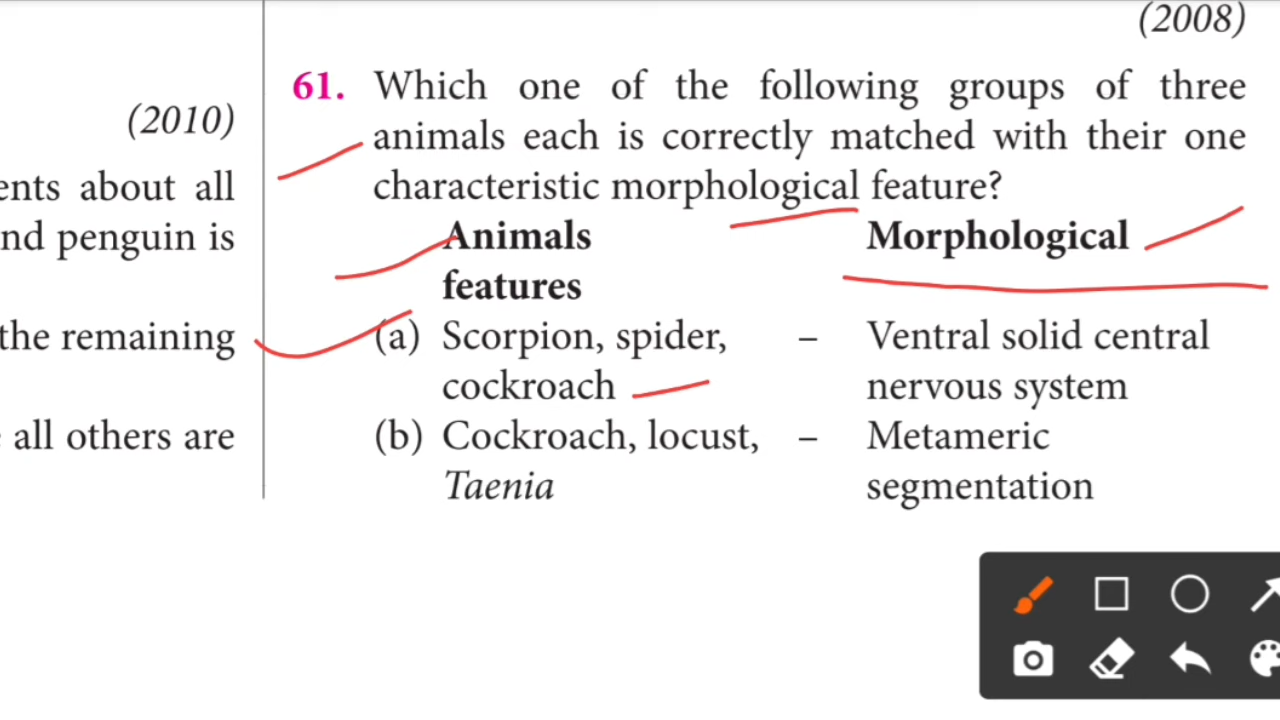 (2010)
ents about all
nd penguin is
the remaining
all others are
(2008)
61. Which one of the following groups of three
animals each is correctly matched with their one
characteristic morphological feature?
Animals Morphological
features
(a) Scorpion, spider, – Ventral solid central
cockroach nervous system
(b) Cockroach, locust, – Metameric
Taenia segmentation